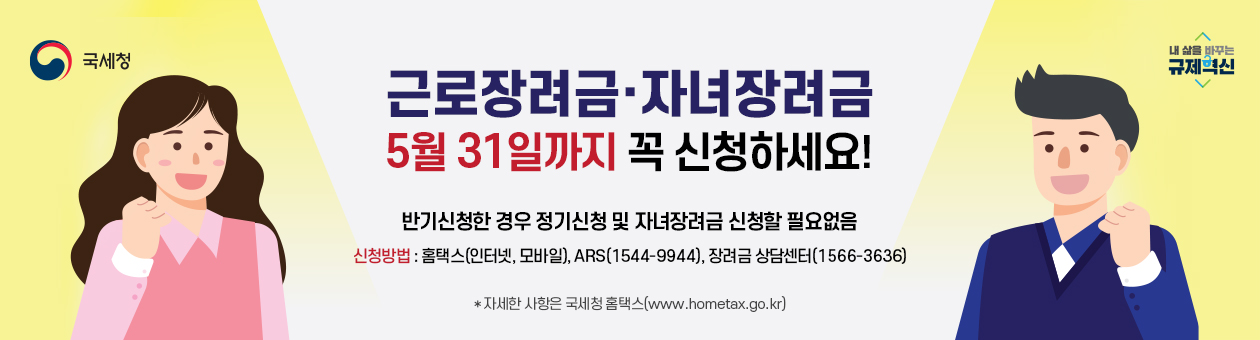 국세청
내 삶을 바꾸는
규제혁신
근로장려금·자녀장려금
5월 31일까지 꼭 신청하세요!
반기신청한 경우 정기신청 및 자녀장려금 신청할 필요없음
신청방법 : 홈택스(인터넷, 모바일), ARS(1544-9944), 장려금 상담센터(1566-3636)
*자세한 사항은 국세청 홈택스(www.hometax.go.kr)